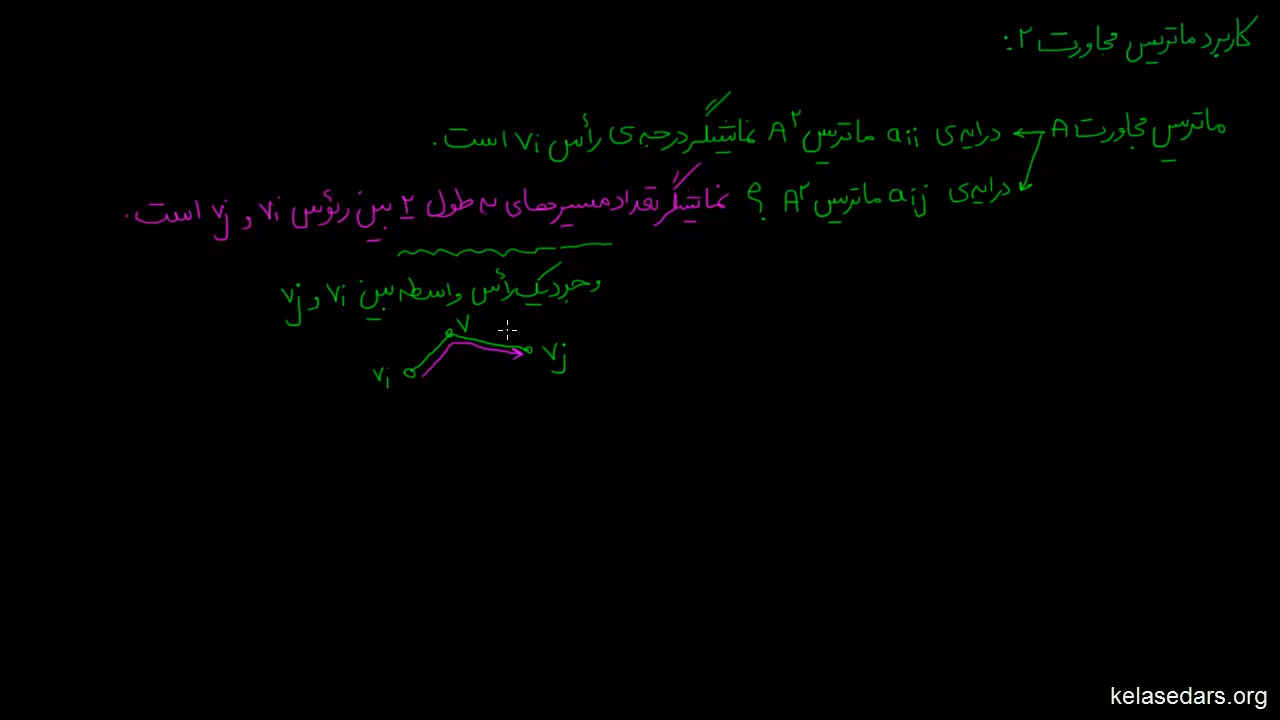 کاربرد ماتریس مجاورت ۲ :
ماتریس مجاورت A ← درایه‌ی aii ماتریس A² نمایشگر درجه‌ی رأس vi است .
درایه‌ی aij ماتریس A² ؟ نمایشگر تعداد مسیرهای به طول ۲ بین رئوس vi و vj است .
وجود یک رأس واسطه بین vi و vj
v
vi
vj
kelasedars.org